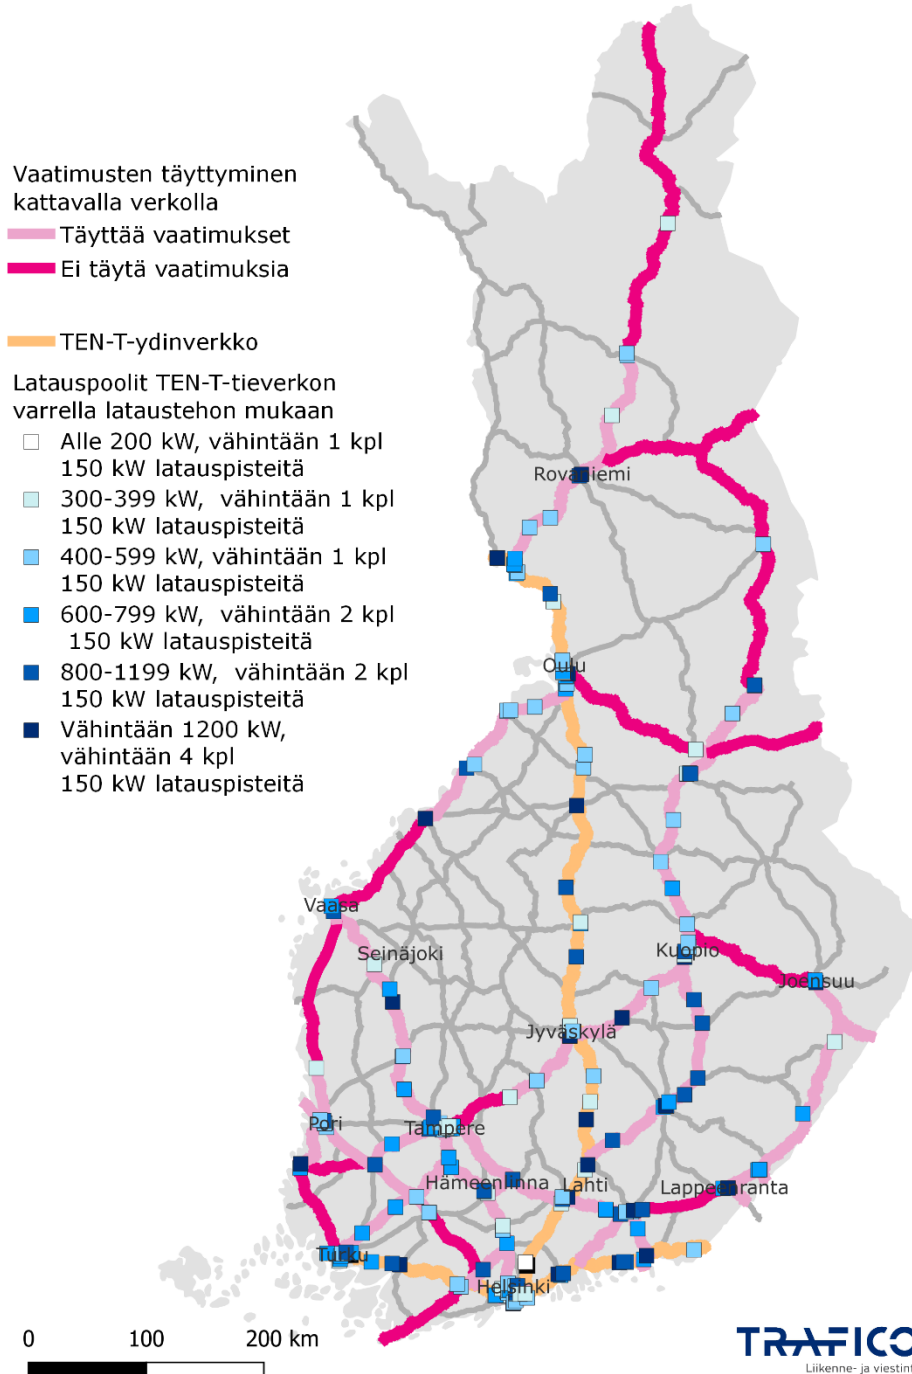 Vaatimusten täyttyminen
kattavalla verkolla
Täyttää vaatimukset
Ei täytä vaatimuksia
TEN-T-ydinverkko
Latauspoolit TEN-T-tieverkon
varrella lataustehon mukaan
Alle 200 kW, vähintään 1 kpl
150 kW latauspisteitä
300-399 kW, vähintään 1 kpl
150 kW latauspisteitä
400-599 kW, vähintään 1 kpl
150 kW latauspisteitä
600-799 kW, vähintään 2 kpl
150 kW latauspisteitä
800-1199 kW, vähintään 2 kpl
150 kW latauspisteitä
Vähintään 1200 kW,
vähintään 4 kpl
150 kW latauspisteitä
Rovaniemi
Oulu
Vaasa
Seinäjoki
Kuopio
Joensuu
Jyväskylä
Pori
Tampere
Hämeenlinna
Lahti
Lappeenranta
Turku
Helsinki
0 100 200 km
TRAFICO
Liikenne- ja viestint